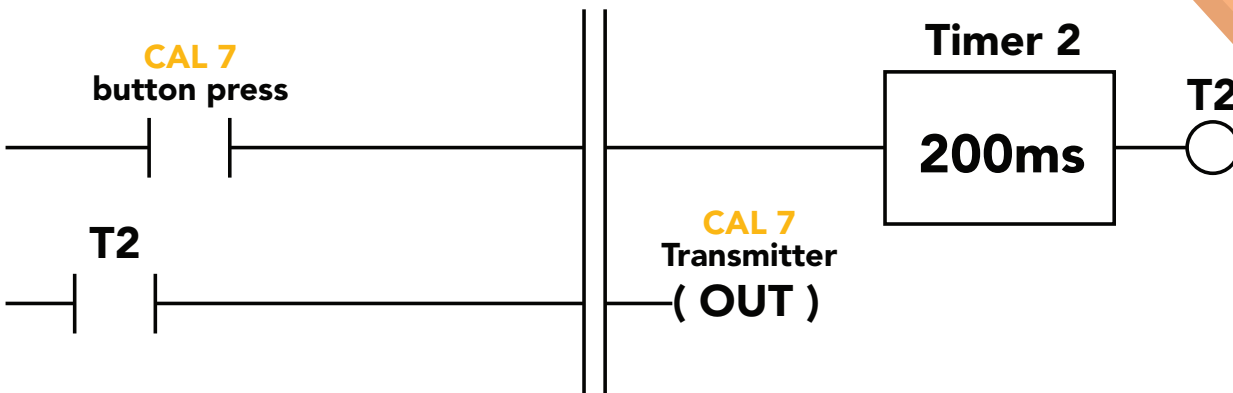 CAL 7
button press
Timer 2
T2
200ms
T2
CAL 7
Transmitter
( OUT )